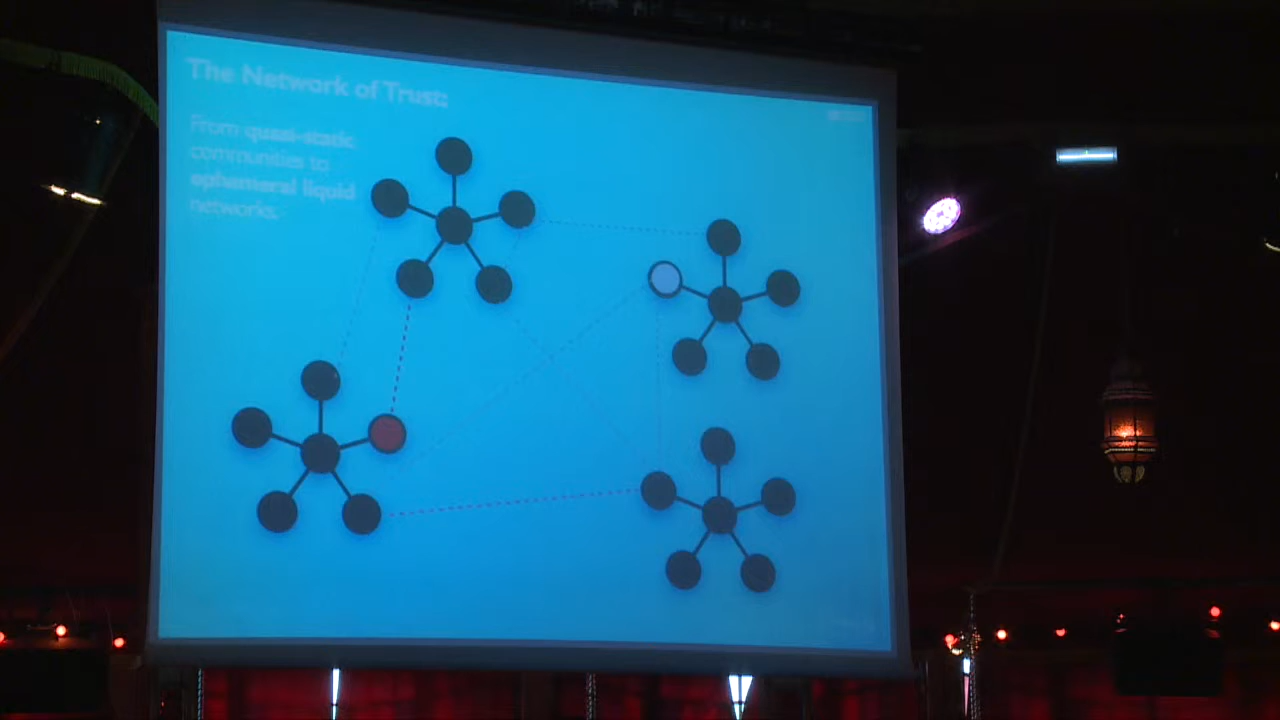 The Network of Trust:
From quasi-static
communities to
ephemeral liquid
networks.